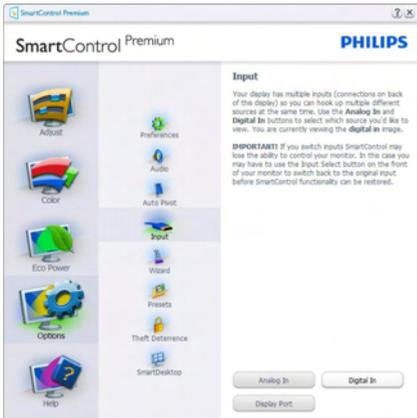 SmartControl Premium
SmartControl Premium
PHILIPS
Adjust
Color
Eco Power
Options
Help
Preferences
Audio
Auto Pivot
Input
Wizard
Presets
Theft Deterrence
SmartDesktop
Input
Your display has multiple inputs (connections on back
of this display) so you can hook up multiple different
sources at the same time. Use the Analog In and
Digital In buttons to select which source you'd like to
view. You are currently viewing the digital in image.
IMPORTANT! If you switch inputs SmartControl may
lose the ability to control your monitor. In this case you
may have to use the Input Select button on the front
of your monitor to switch back to the original input
before SmartControl functionality can be restored.
Analog In
Digital In
Display Port